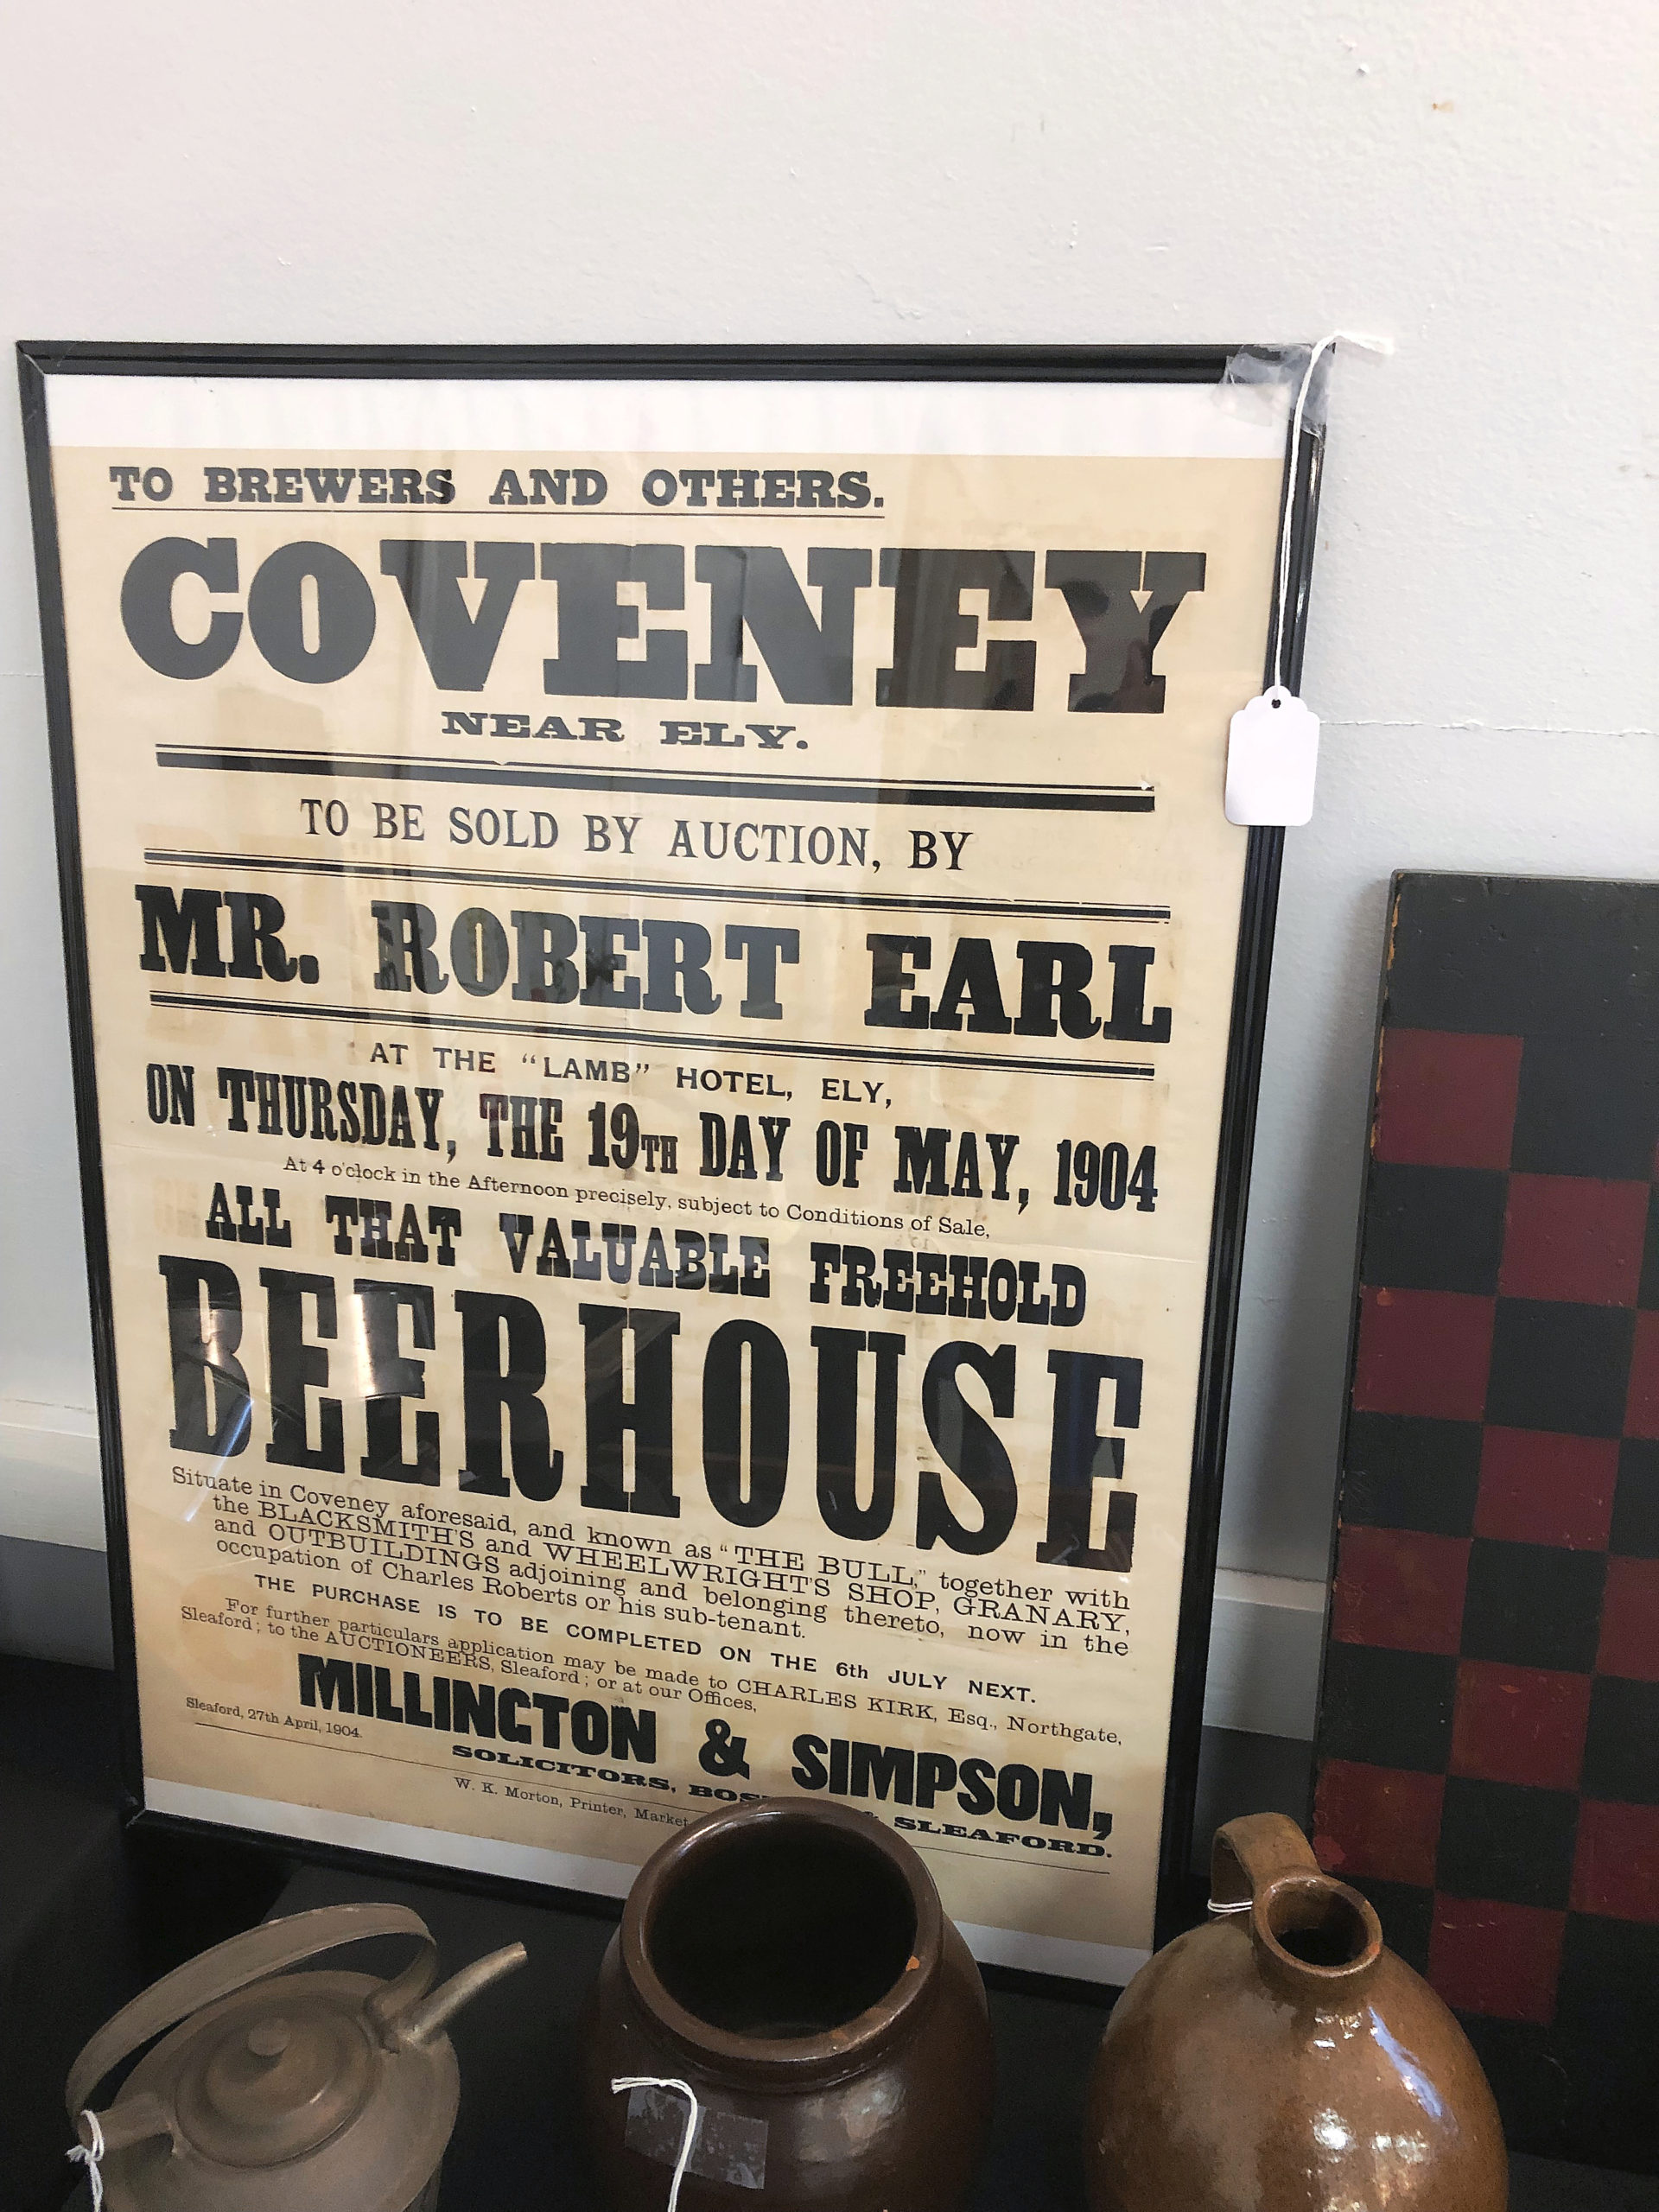 TO BREWERS AND OTHERS.
COVENEY
NEAR ELY.
TO BE SOLD BY AUCTION, BY
MR. ROBERT EARL
AT THE "LAMB" HOTEL, ELY,
ON THURSDAY, THE 19TH DAY OF MAY, 1904
At 4 o'clock in the Afternoon precisely, subject to Conditions of Sale,
ALL THAT VALUABLE FREEHOLD
BEERHOUSE
Situate in Coveney aforesaid, and known as "THE BULL," together with
the BLACKSMITH'S and WHEELWRIGHT'S SHOP, GRANARY,
and OUTBUILDINGS adjoining and belonging thereto, now in the
occupation of Charles Roberts or his sub-tenant.
THE PURCHASE IS TO BE COMPLETED ON THE 6th JULY NEXT.
For further particulars application may be made to CHARLES KIRK, Esq., Northgate,
Sleaford; to the AUCTIONEERS, Sleaford; or at our Offices,
MILLINGTON & SIMPSON,
Sleaford, 27th April, 1904.
SOLICITORS, BOS & SLEAFORD.
W. K. Morton, Printer, Market